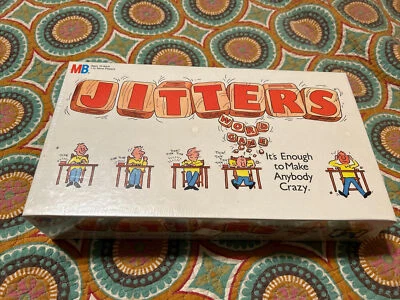 MB
JITTERS
WORD
GAME
It's Enough
to Make
Anybody
Crazy.